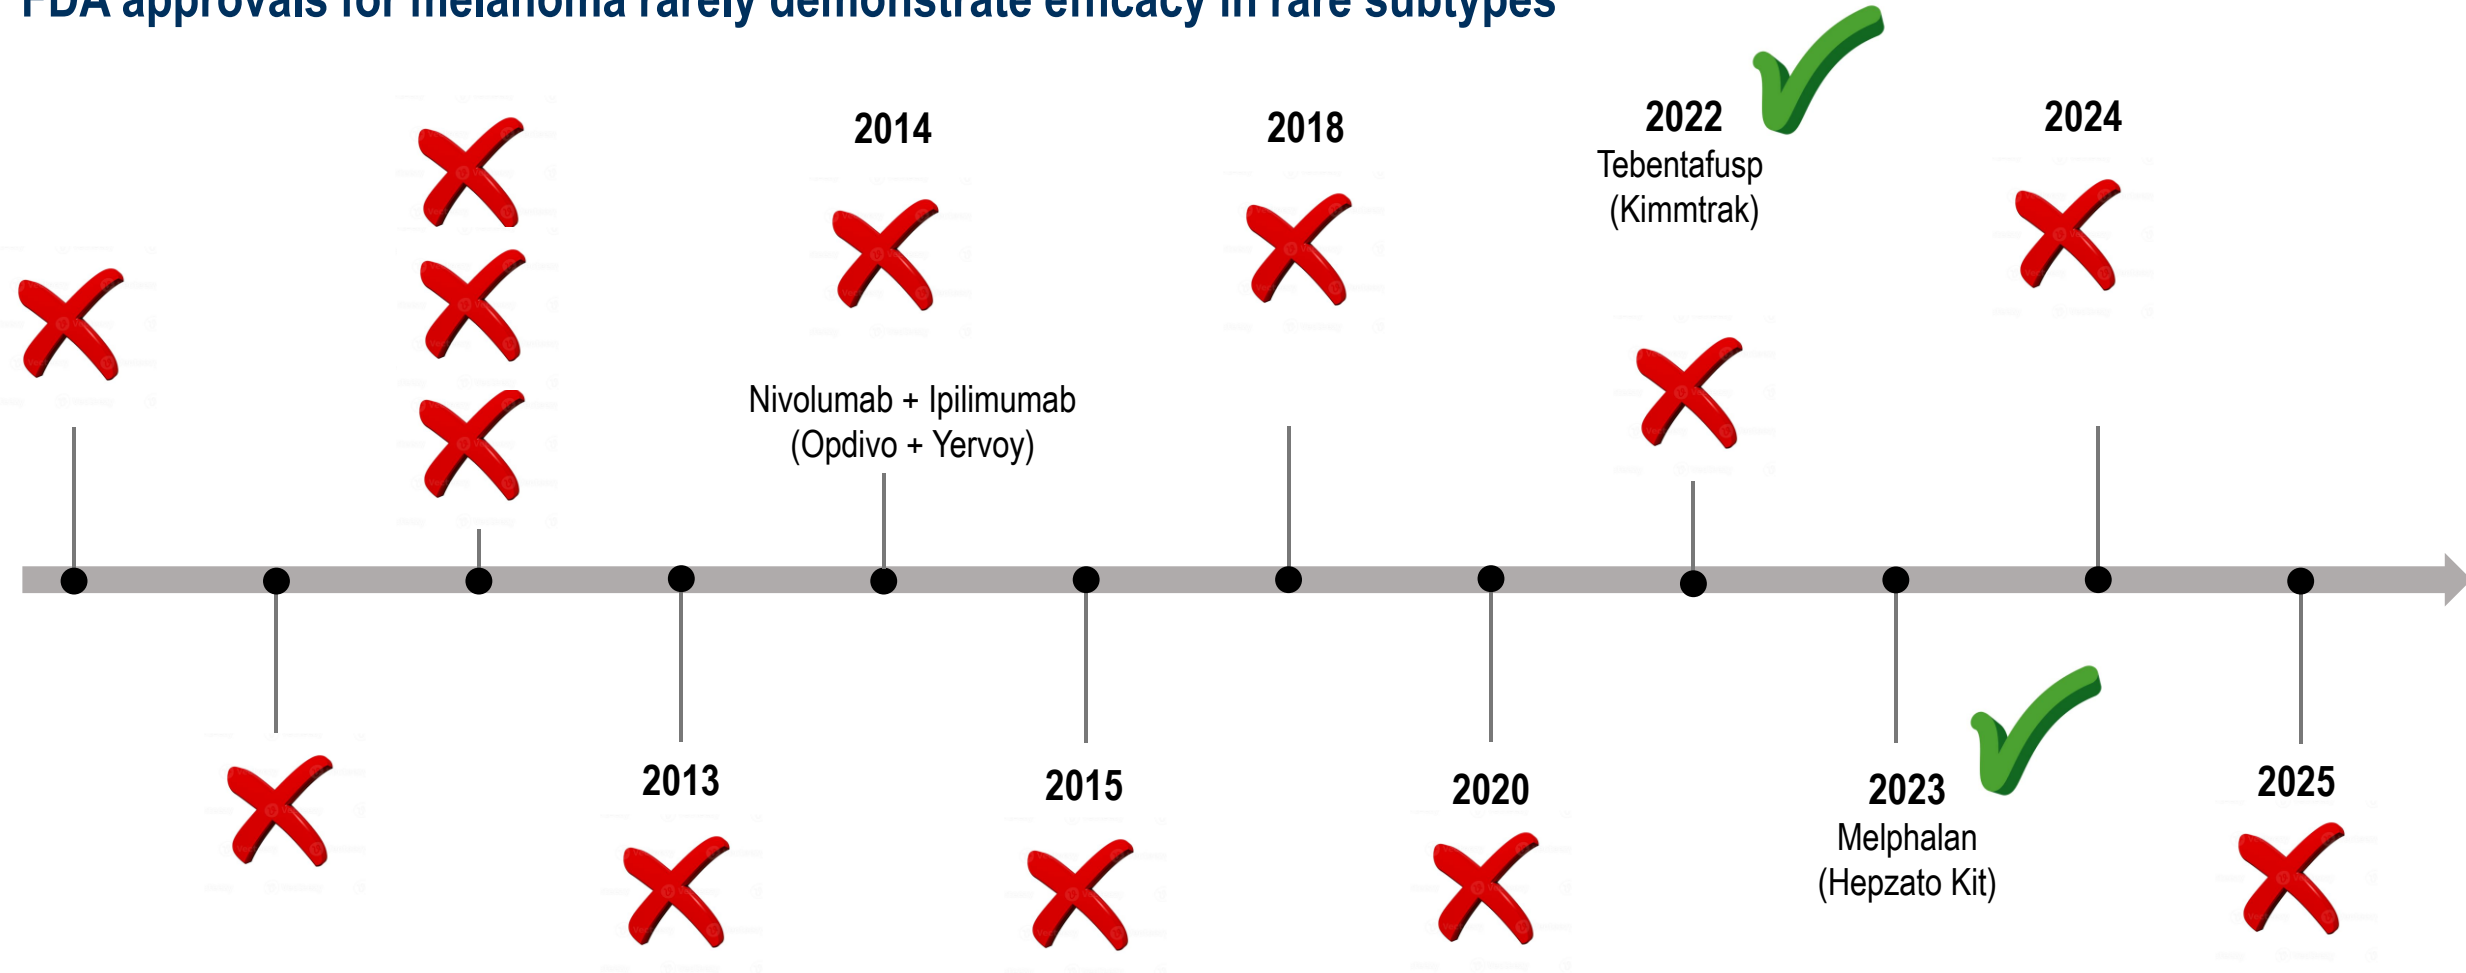 FDA approvals for melanoma rarely demonstrate efficacy in rare subtypes
2014
2018
2022
Tebentafusp
(Kimmtrak)
2024
Nivolumab + Ipilimumab
(Opdivo + Yervoy)
2013
2015
2020
2023
Melphalan
(Hepzato Kit)
2025